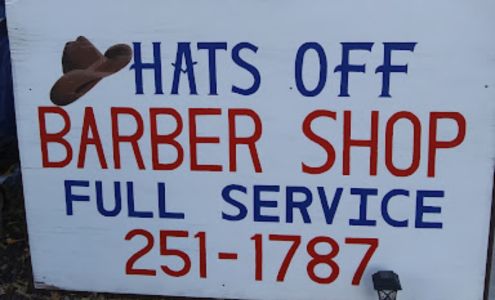 HATS OFF
BARBER SHOP
FULL SERVICE
251-1787